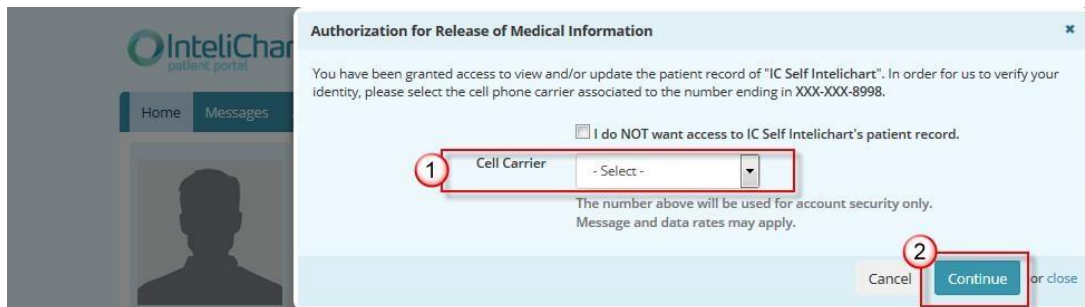 InteliChar
patient portal
Home Messages
Authorization for Release of Medical Information
×
You have been granted access to view and/or update the patient record of "IC Self Intelichart". In order for us to verify your
identity, please select the cell phone carrier associated to the number ending in XXX-XXX-8998.
I do NOT want access to IC Self Intelichart's patient record.
1
Cell Carrier - Select -
The number above will be used for account security only.
Message and data rates may apply.
2
Cancel Continue or close